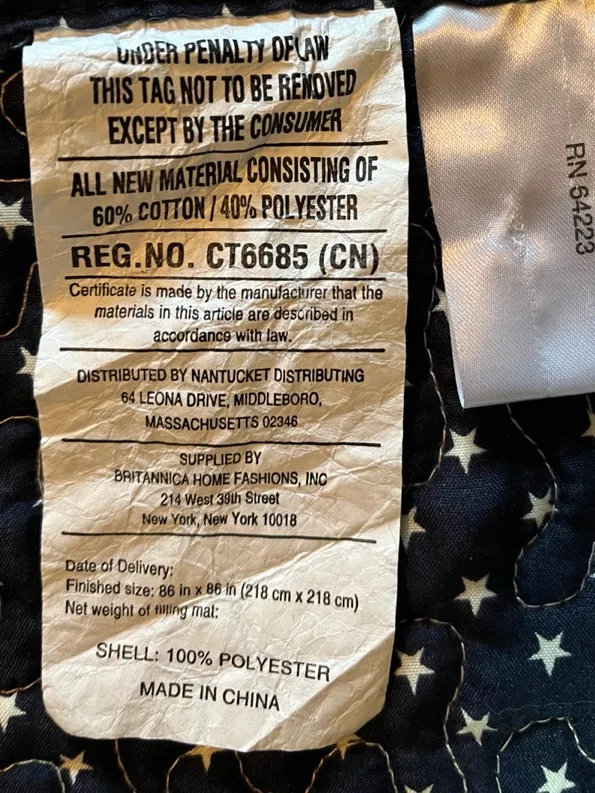 UNDER PENALTY OF LAW
THIS TAG NOT TO BE REMOVED
EXCEPT BY THE CONSUMER
ALL NEW MATERIAL CONSISTING OF
60% COTTON / 40% POLYESTER
REG.NO. CT6685 (CN)
Certificate is made by the manufacturer that the
materials in this article are described in
accordance with law.
DISTRIBUTED BY NANTUCKET DISTRIBUTING
64 LEONA DRIVE, MIDDLEBORO,
MASSACHUSETTS 02346
SUPPLIED BY
BRITANNICA HOME FASHIONS, INC
214 West 39th Street
New York, New York 10018
Date of Delivery:
Finished size: 86 in x 86 in (218 cm x 218 cm)
Net weight of filling mat:
SHELL: 100% POLYESTER
MADE IN CHINA
RN 54223